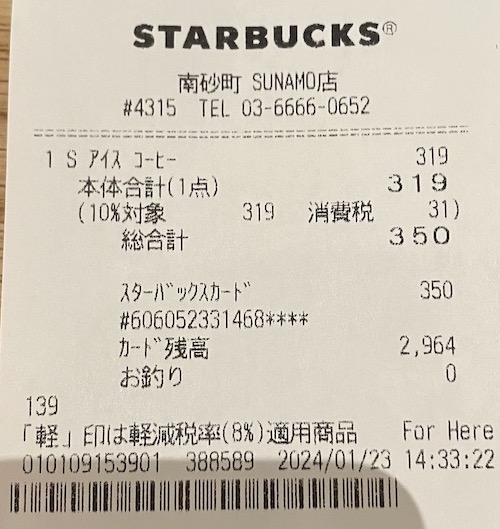 STARBUCKS®
南砂町 SUNAMO店
#4315 TEL 03-6666-0652
1 S ｱｲｽ ｺｰﾋｰ 319
本体合計(1点) 319
(10%対象 319 消費税 31)
総合計 350
ｽﾀｰﾊﾞｯｸｽｶｰﾄﾞ 350
#606052331468****
ｶｰﾄﾞ残高 2,964
お釣り 0
139
「軽」印は軽減税率(8%)適用商品 For Here
010109153901 388589 2024/01/23 14:33:22